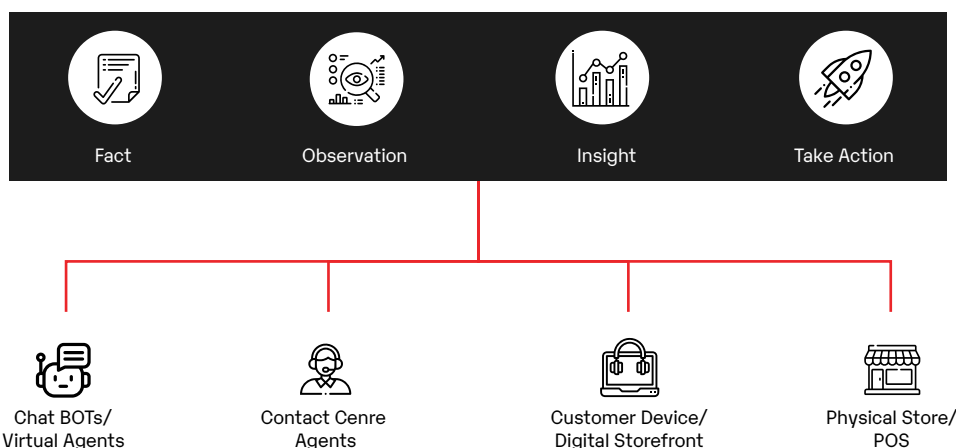 Fact
Observation
Insight
Take Action
Chat BOTs/
Virtual Agents
Contact Cenre
Agents
Customer Device/
Digital Storefront
Physical Store/
POS